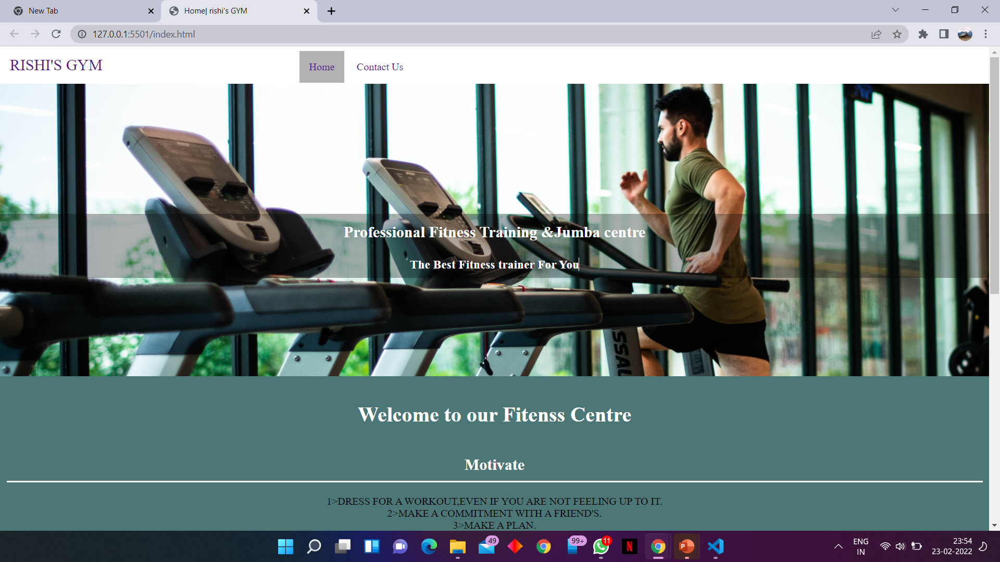 New Tab
Home| rishi's GYM
127.0.0.1:5501/index.html
RISHI'S GYM
Home
Contact Us
Professional Fitness Training &Jumba centre
The Best Fitness trainer For You
SSAU
Welcome to our Fitenss Centre
Motivate
1>DRESS FOR A WORKOUT,EVEN IF YOU ARE NOT FEELING UP TO IT.
2>MAKE A COMMITMENT WITH A FRIEND'S.
3>MAKE A PLAN.
49
99+
11
N
P
ENG
IN
23:54
23-02-2022